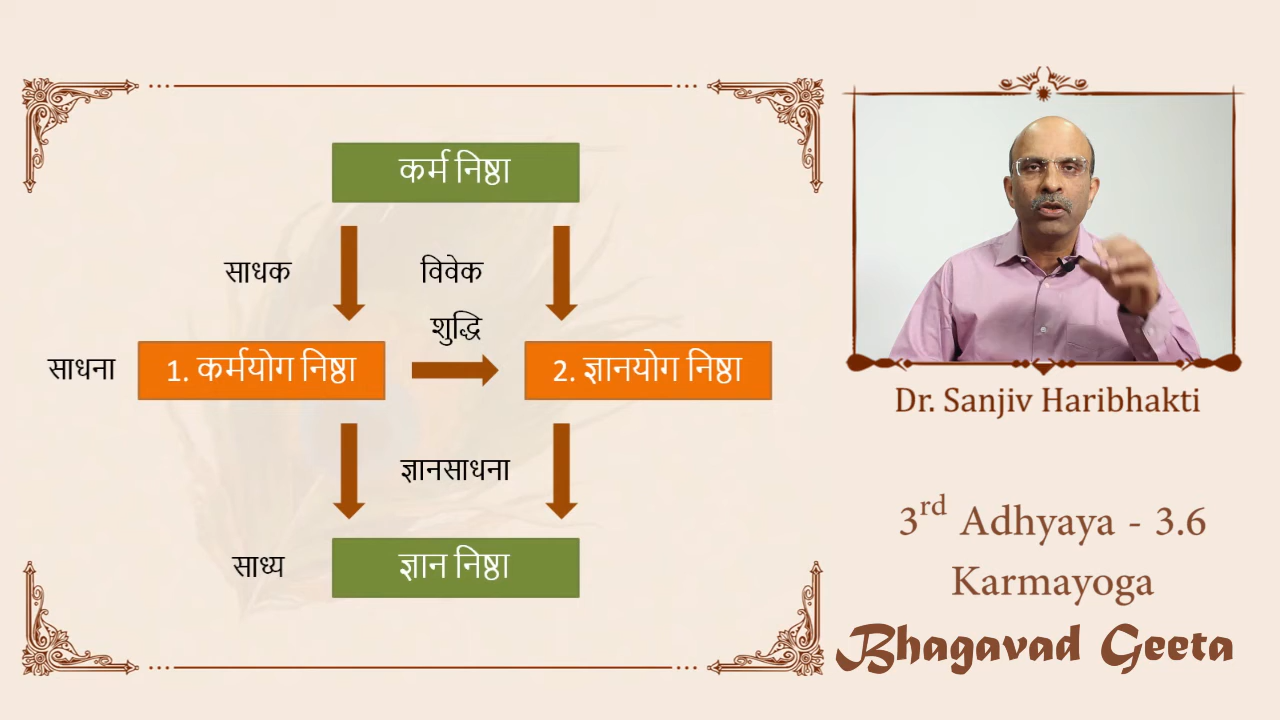 कर्म निष्ठा
साधक
विवेक
शुद्धि
साधना
1. कर्मयोग निष्ठा
2. ज्ञानयोग निष्ठा
ज्ञानसाधना
साध्य
ज्ञान निष्ठा
Dr. Sanjiv Haribhakti
3rd Adhyaya - 3.6
Karmayoga
Bhagavad Geeta